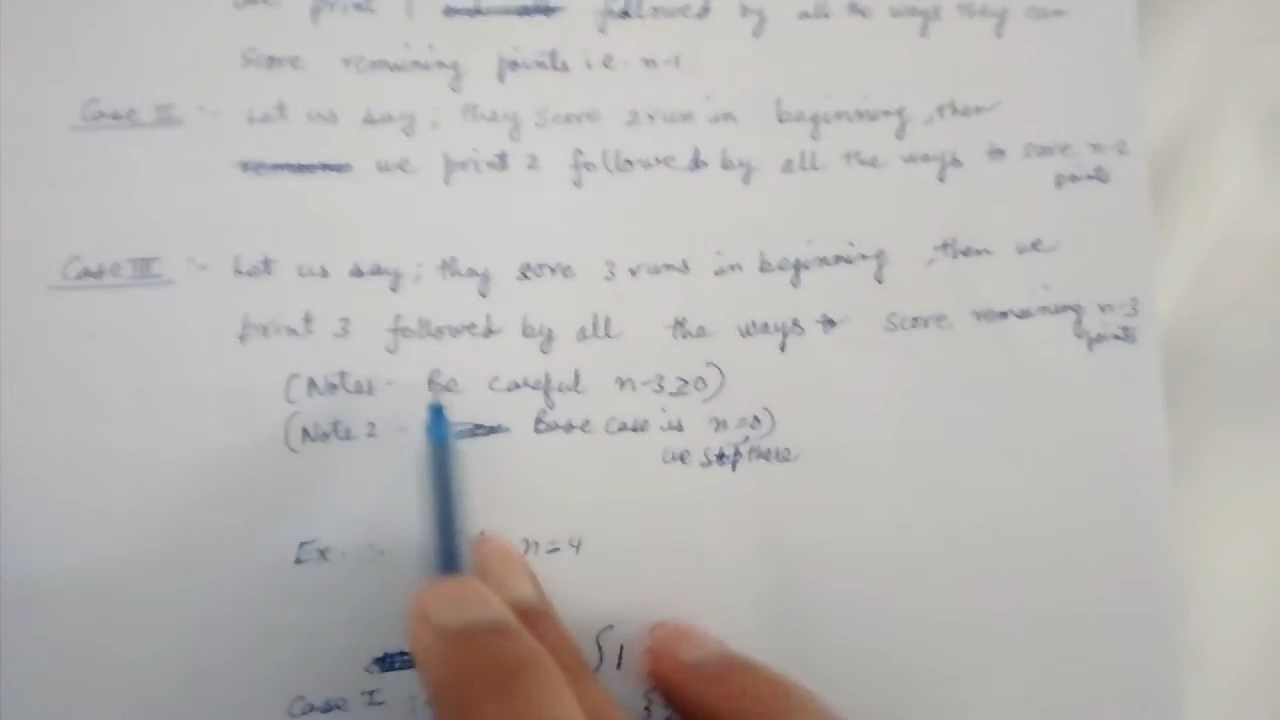 we print 1 followed by all the ways they can
score remaining points i.e. n-1
Case II :- Let us say; they score 2 run in beginning, then
we print 2 followed by all the ways to score n-2
points
Case III :- Let us say; they score 3 runs in beginning, then we
print 3 followed by all the ways to score remaining n-3
points
(Notes - Be careful n-3≥0)
(Note 2 - Base case is n=0)
we stop there
Ex. :- n=4
{1
Case I :-